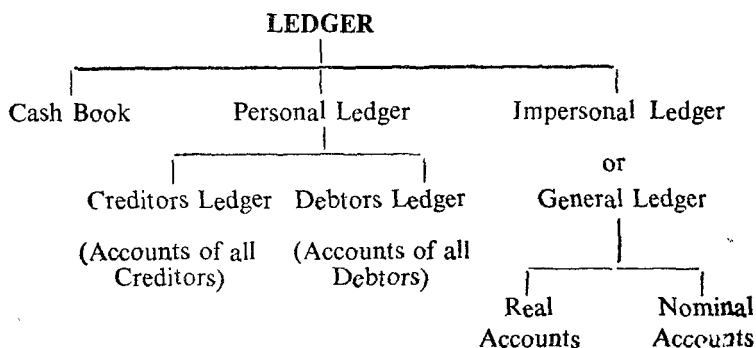 LEDGER
Cash Book Personal Ledger Impersonal Ledger
or
Creditors Ledger Debtors Ledger General Ledger
(Accounts of all (Accounts of all
Creditors) Debtors)
Real Nominal
Accounts Accounts